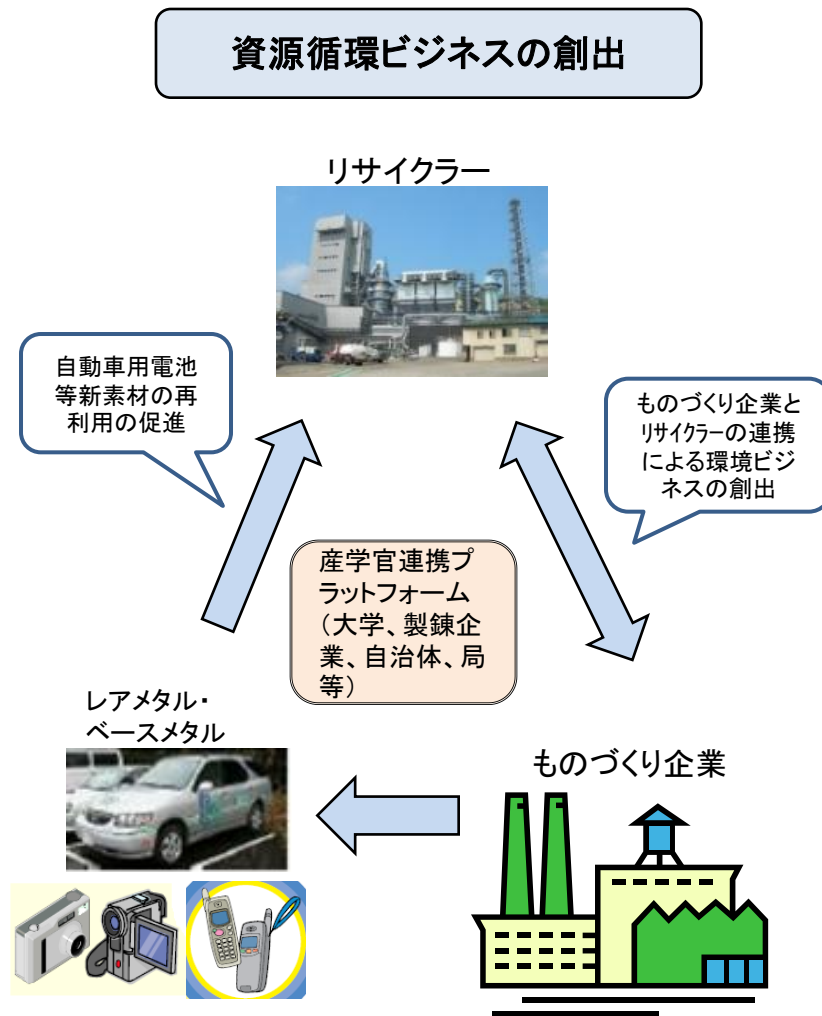 資源循環ビジネスの創出
リサイクラー
自動車用電池
等新素材の再
利用の促進
ものづくり企業と
ﾘｻｲｸﾗｰの連携
による環境ビジ
ネスの創出
産学官連携プ
ラットフォーム
（大学、製錬企
業、自治体、局
等）
レアメタル・
ベースメタル
ものづくり企業